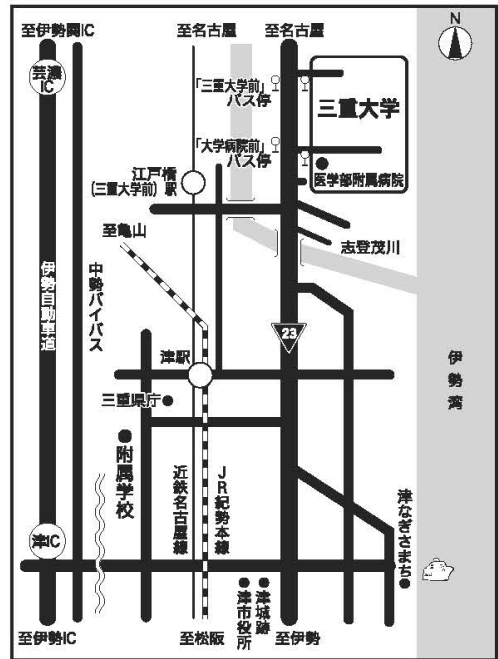 至伊勢関IC
至名古屋
至名古屋
N
芸濃
IC
「三重大学前」
バス停
三重大学
「大学病院前」
バス停
医学部附属病院
江戸橋
(三重大学前)駅
至亀山
志登茂川
伊勢自動車道
中勢バイパス
23
津駅
伊勢湾
三重県庁
附属学校
近鉄名古屋線
JR紀勢本線
津なぎさまち
津IC
津城跡
津市役所
至伊勢IC
至松阪
至伊勢